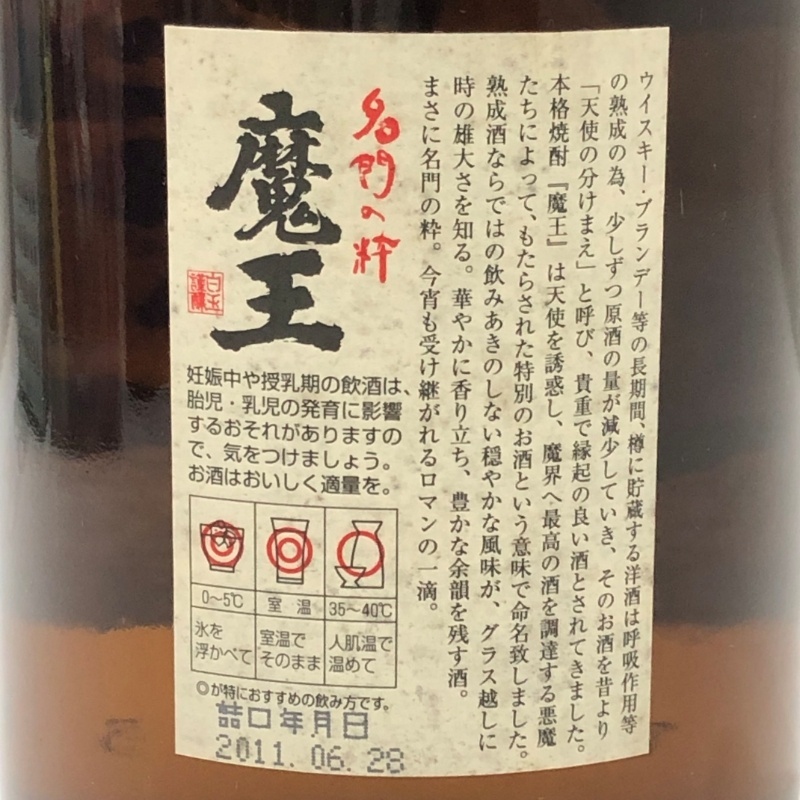 ウイスキー・ブランデー等の長期間、樽に貯蔵する洋酒は呼吸作用等
の熟成の為、少しずつ原酒の量が減少していき、そのお酒を昔より
「天使の分けまえ」と呼び、貴重で縁起の良い酒とされてきました。
本格焼酎『魔王』は天使を誘惑し、魔界へ最高の酒を調達する悪魔
たちによって、もたらされた特別のお酒という意味で命名致しました。
熟成酒ならではの飲みあきのしない穏やかな風味が、グラス越しに
時の雄大さを知る。華やかに香り立ち、豊かな余韻を残す酒。
まさに名門の粋。今宵も受け継がれるロマンの一滴。
名門の粋
魔王
白玉
謹醸
妊娠中や授乳期の飲酒は、
胎児・乳児の発育に影響
するおそれがありますの
で、気をつけましょう。
お酒はおいしく適量を。
0〜5℃
室温
35〜40℃
氷を
浮かべて
室温で
そのまま
人肌温で
温めて
◎が特におすすめの飲み方です。
詰口年月日
2011.06.28